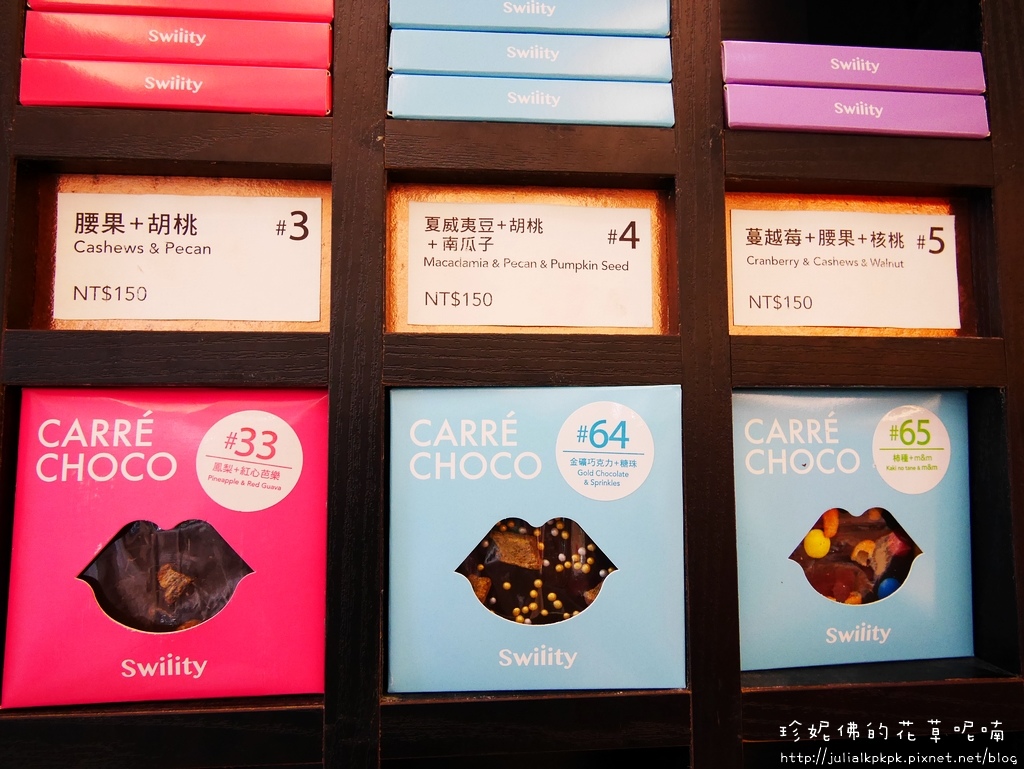 Swility
Swility
Swility
Swility
Swility
Swility
Swility
腰果+胡桃 #3
Cashews & Pecan
NT$150
夏威夷豆+胡桃
+南瓜子 #4
Macadamia & Pecan & Pumpkin Seed
NT$150
蔓越莓+腰果+核桃 #5
Cranberry & Cashews & Walnut
NT$150
CARRÉ
CHOCO
#33
鳳梨+紅心芭樂
Pineapple & Red Guava
Swility
CARRÉ
CHOCO
#64
金礦巧克力+糖珠
Gold Chocolate
& Sprinkles
Swility
CARRÉ
CHOCO
#65
柿種+m&m
Kaki no tane & m&m
Swility
珍妮佛的花草呢喃
http://julialkpkpk.pixnet.net/blog